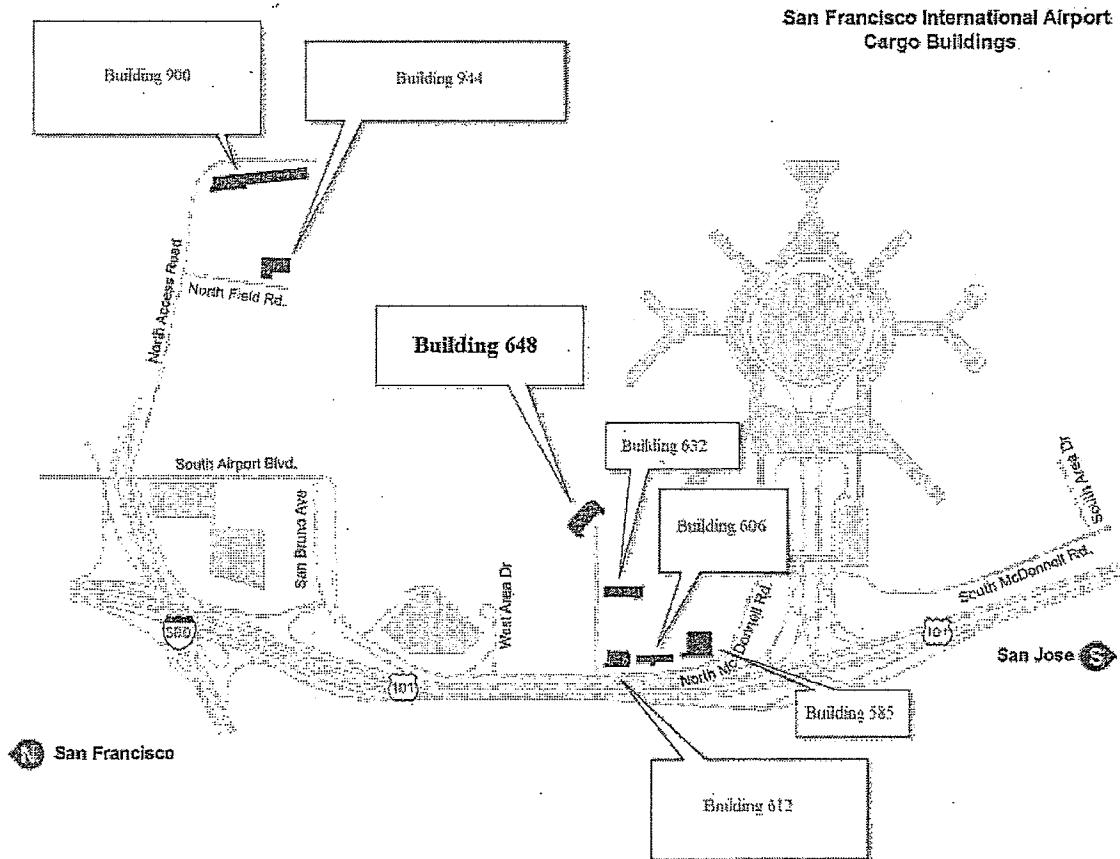 San Francisco International Airport
Cargo Buildings
Building 900
Building 944
North Access Road
North Field Rd.
Building 648
Building 632
South Airport Blvd.
San Bruno Ave
Building 606
South Area Dr
West Area Dr
North McDonnell Rd
South McDonnell Rd.
380
101
101
San Jose S
Building 585
N San Francisco
Building 612